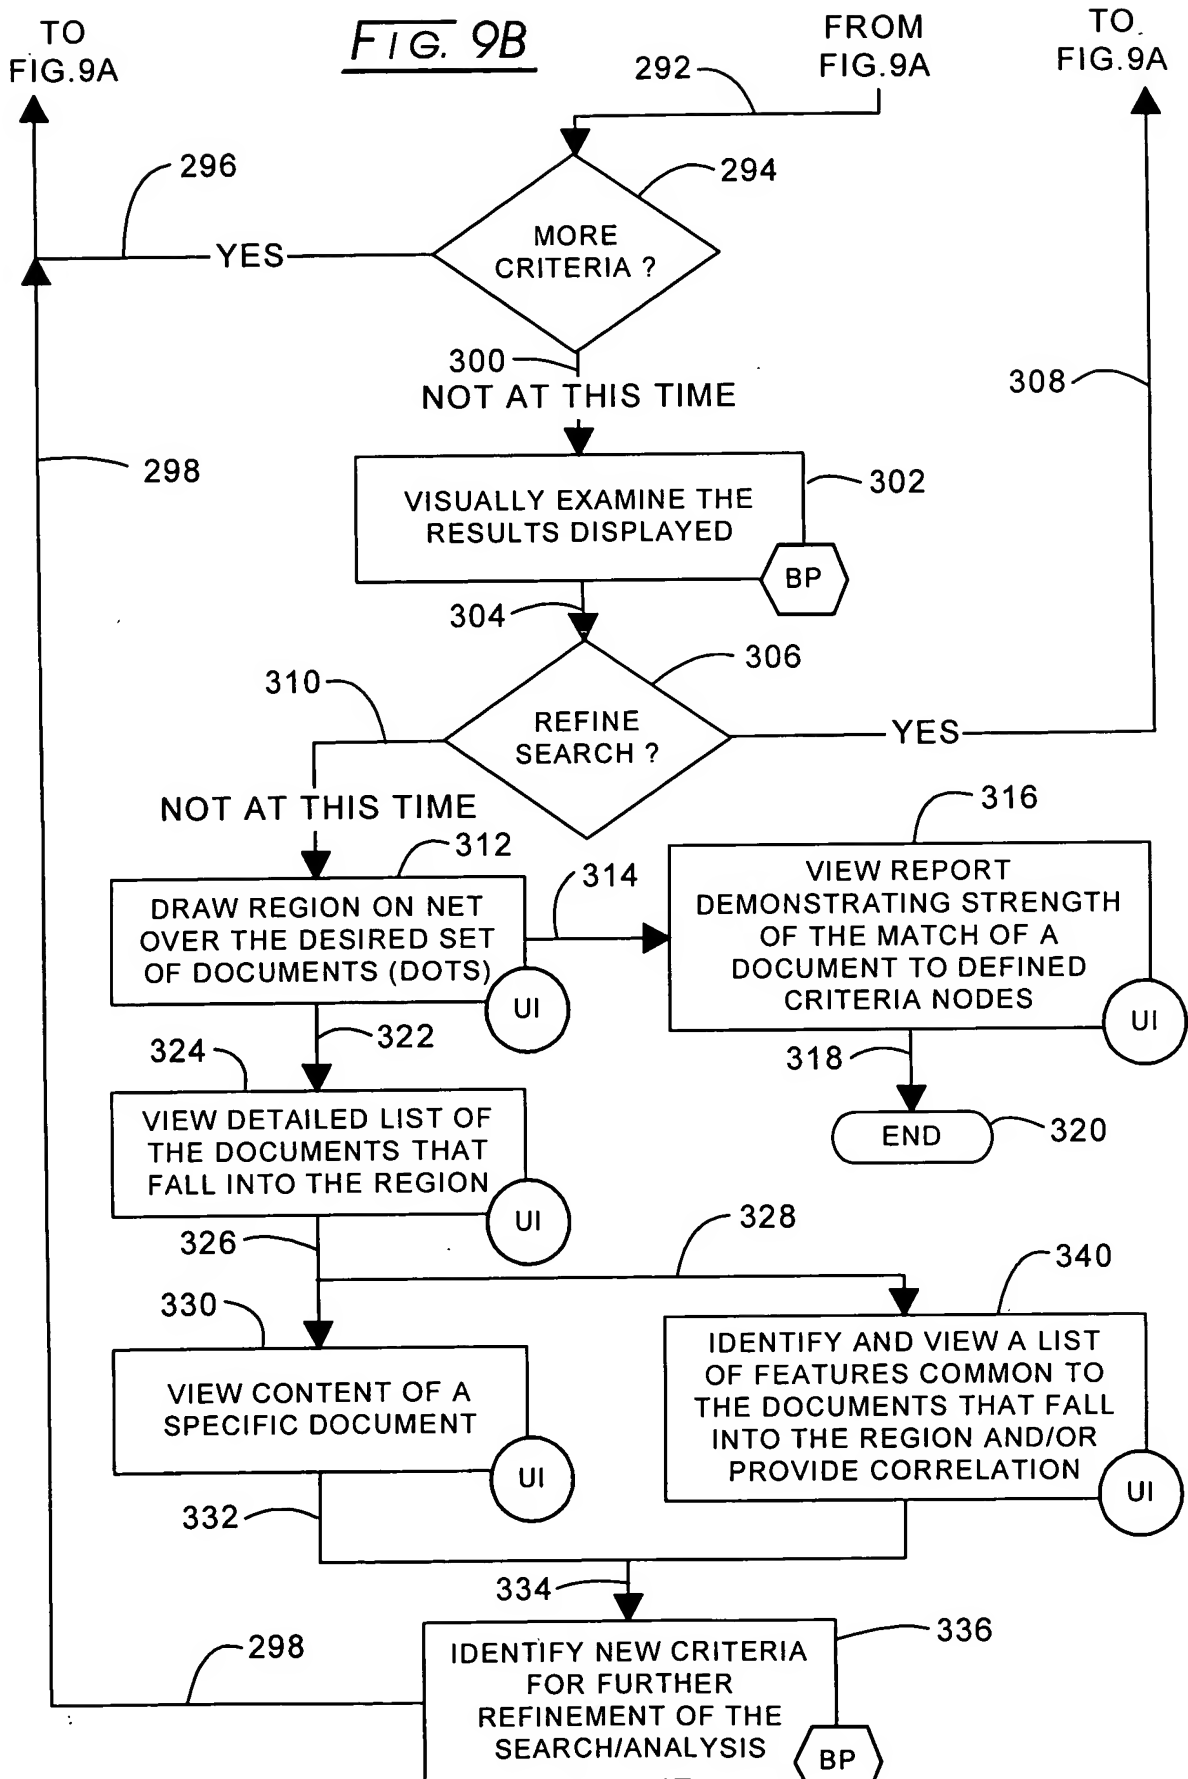 TO
FIG.9A
FIG. 9B
FROM
FIG.9A
TO
FIG.9A
292
296
294
MORE
CRITERIA ?
YES
300
NOT AT THIS TIME
308
298
VISUALLY EXAMINE THE
RESULTS DISPLAYED
302
BP
304
306
310
REFINE
SEARCH ?
YES
NOT AT THIS TIME
312
314
316
DRAW REGION ON NET
OVER THE DESIRED SET
OF DOCUMENTS (DOTS)
UI
VIEW REPORT
DEMONSTRATING STRENGTH
OF THE MATCH OF A
DOCUMENT TO DEFINED
CRITERIA NODES
UI
322
318
324
END
320
VIEW DETAILED LIST OF
THE DOCUMENTS THAT
FALL INTO THE REGION
UI
326
328
340
330
VIEW CONTENT OF A
SPECIFIC DOCUMENT
UI
IDENTIFY AND VIEW A LIST
OF FEATURES COMMON TO
THE DOCUMENTS THAT FALL
INTO THE REGION AND/OR
PROVIDE CORRELATION
UI
332
334
336
298
IDENTIFY NEW CRITERIA
FOR FURTHER
REFINEMENT OF THE
SEARCH/ANALYSIS
BP